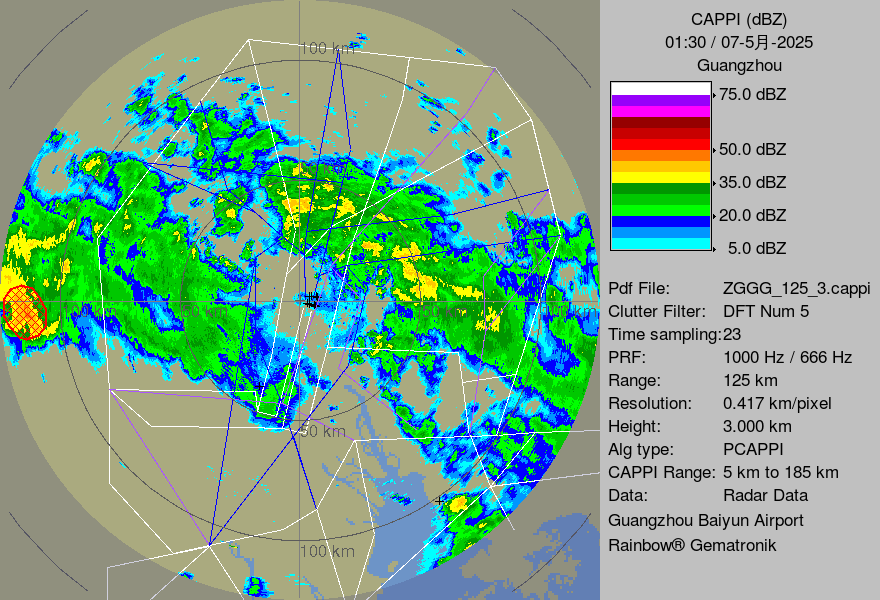 CAPPI (dBZ)
01:30 / 07-5月-2025
Guangzhou
75.0 dBZ
50.0 dBZ
35.0 dBZ
20.0 dBZ
5.0 dBZ
Pdf File: ZGGG_125_3.cappi
Clutter Filter: DFT Num 5
Time sampling:23
PRF: 1000 Hz / 666 Hz
Range: 125 km
Resolution: 0.417 km/pixel
Height: 3.000 km
Alg type: PCAPPI
CAPPI Range: 5 km to 185 km
Data: Radar Data
Guangzhou Baiyun Airport
Rainbow® Gematronik
100 km
50 km
100 km